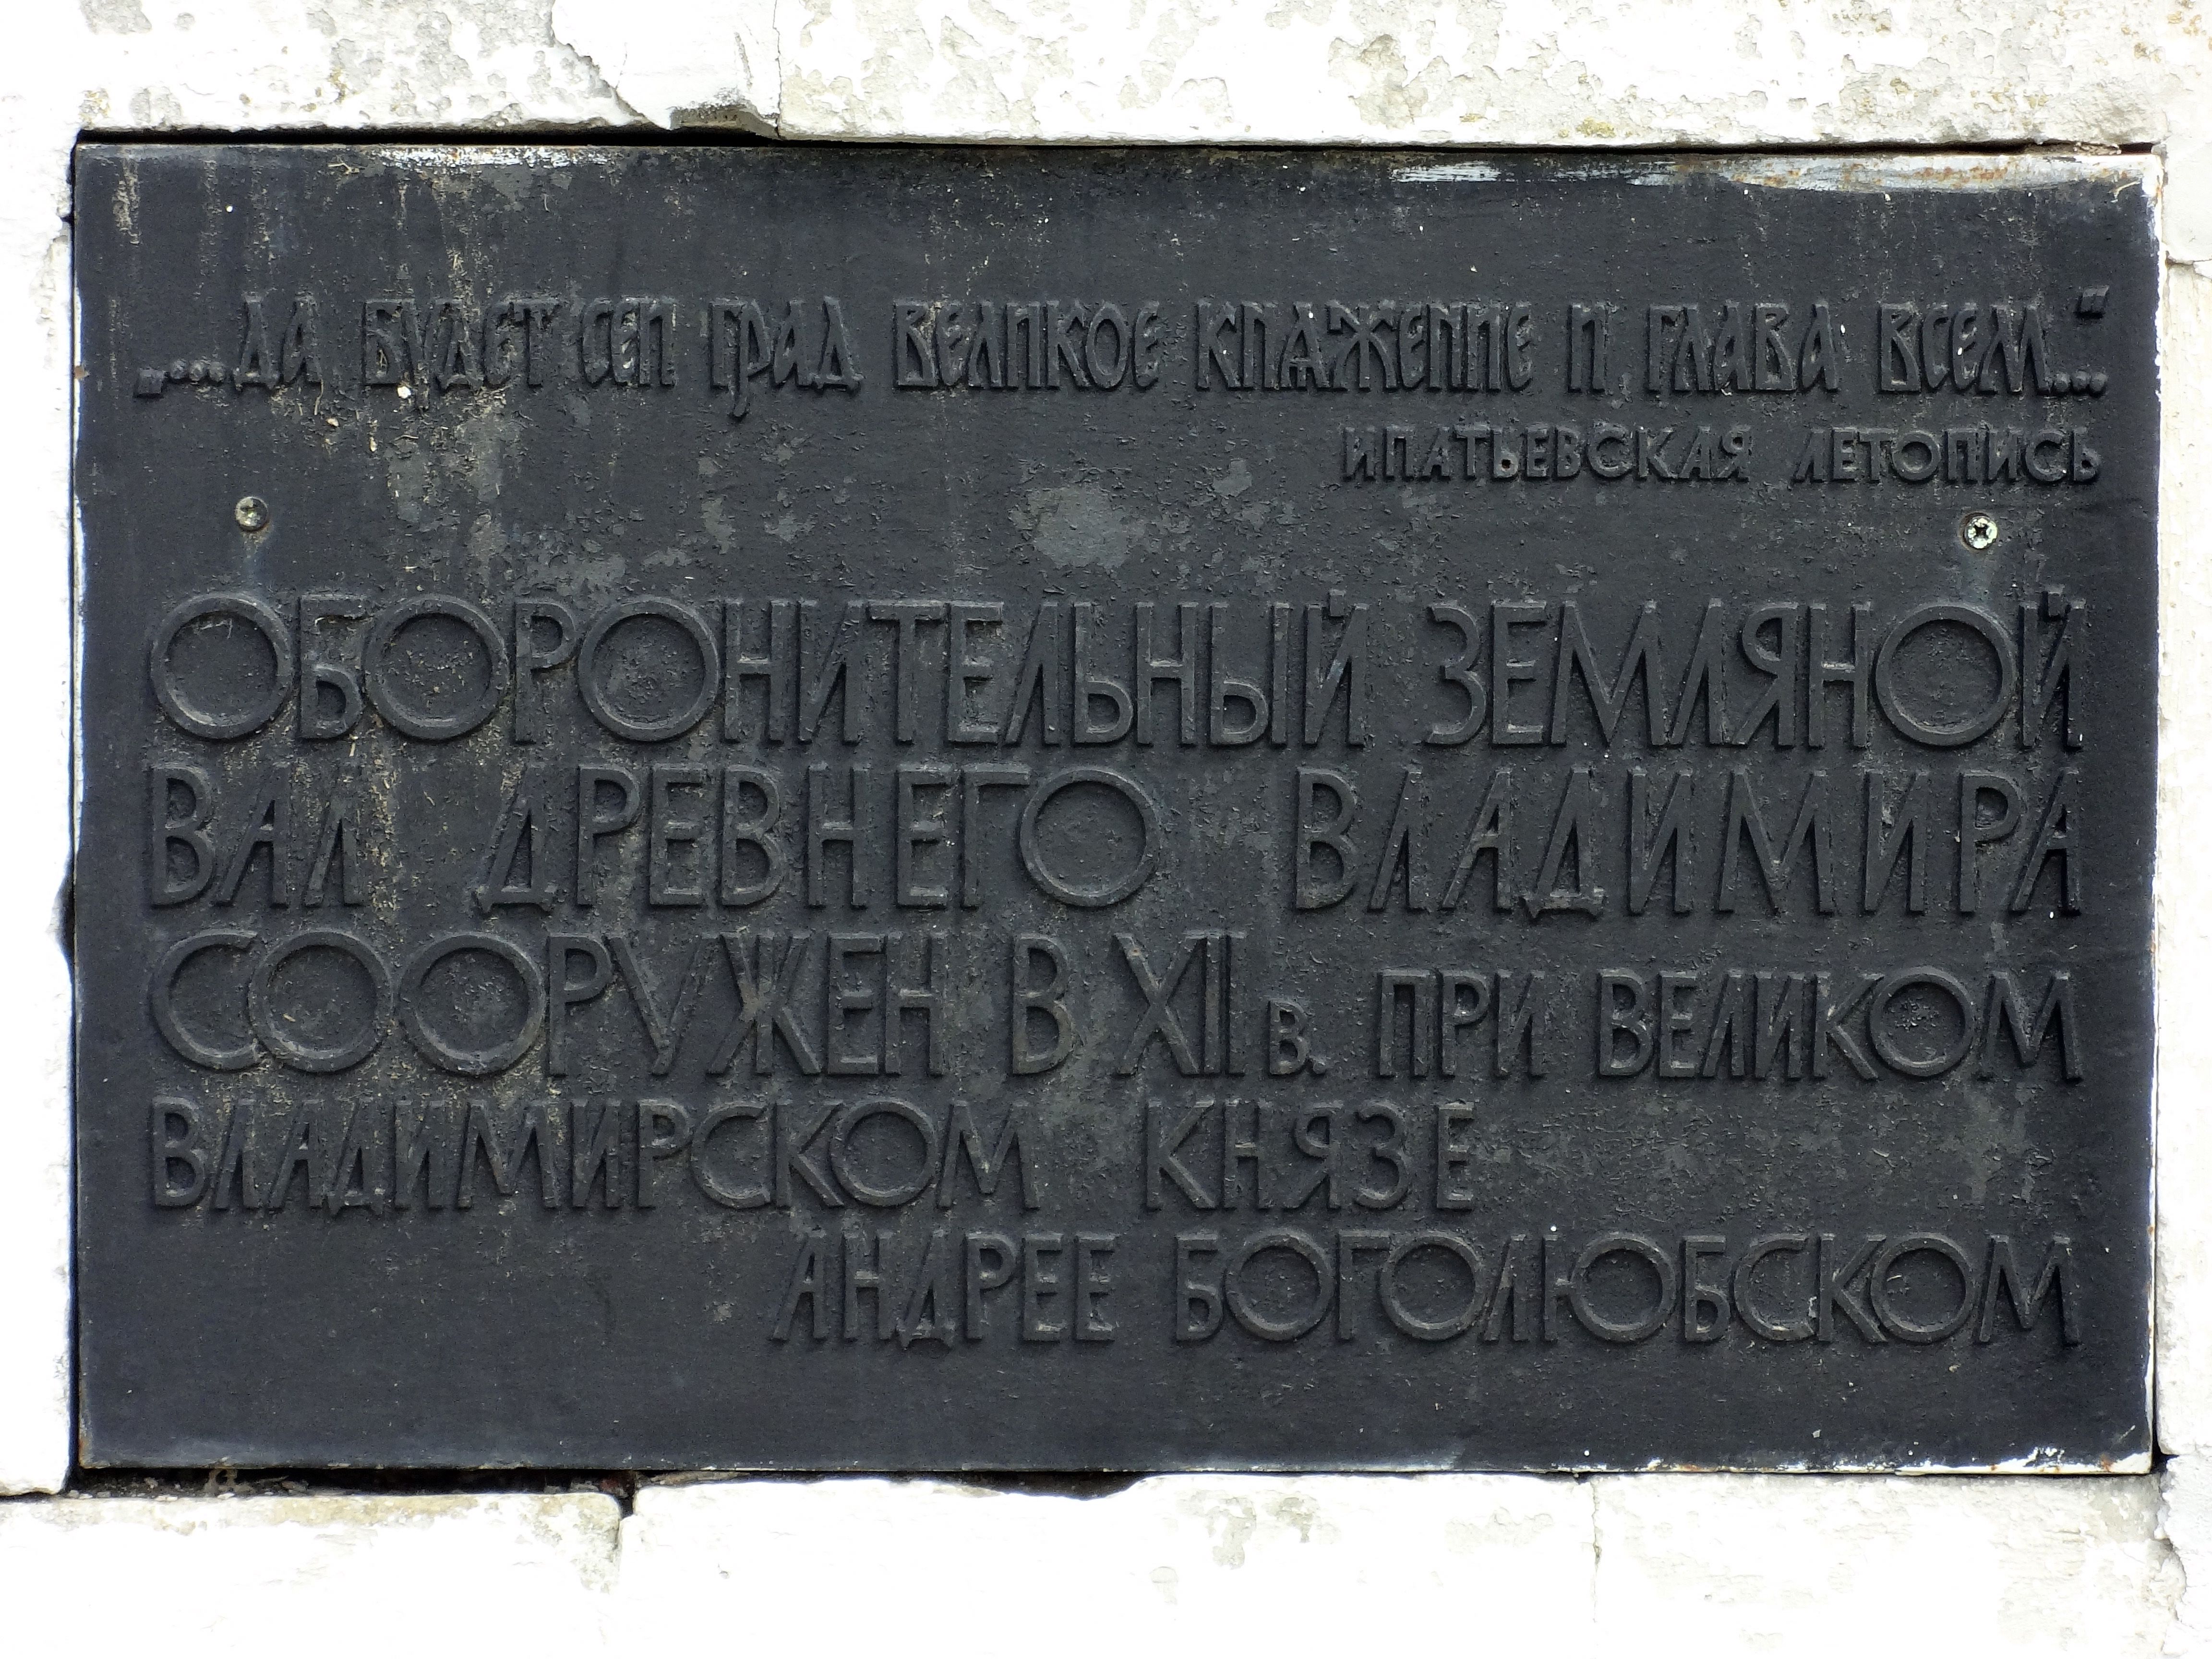 „...ДА БУДЕТ СЕИ ГРАД ВЕЛИКОЕ КНѦЖЕНИЕ И ГЛАВА ВСЕМ..."
ИПАТЬЕВСКАЯ ЛЕТОПИСЬ
ОБОРОНИТЕЛЬНЫЙ ЗЕМЛЯНОЙ
ВАЛ ДРЕВНЕГО ВЛАДИМИРА
СООРУЖЕН В XII в. ПРИ ВЕЛИКОМ
ВЛАДИМИРСКОМ КНЯЗЕ
АНДРЕЕ БОГОЛЮБСКОМ